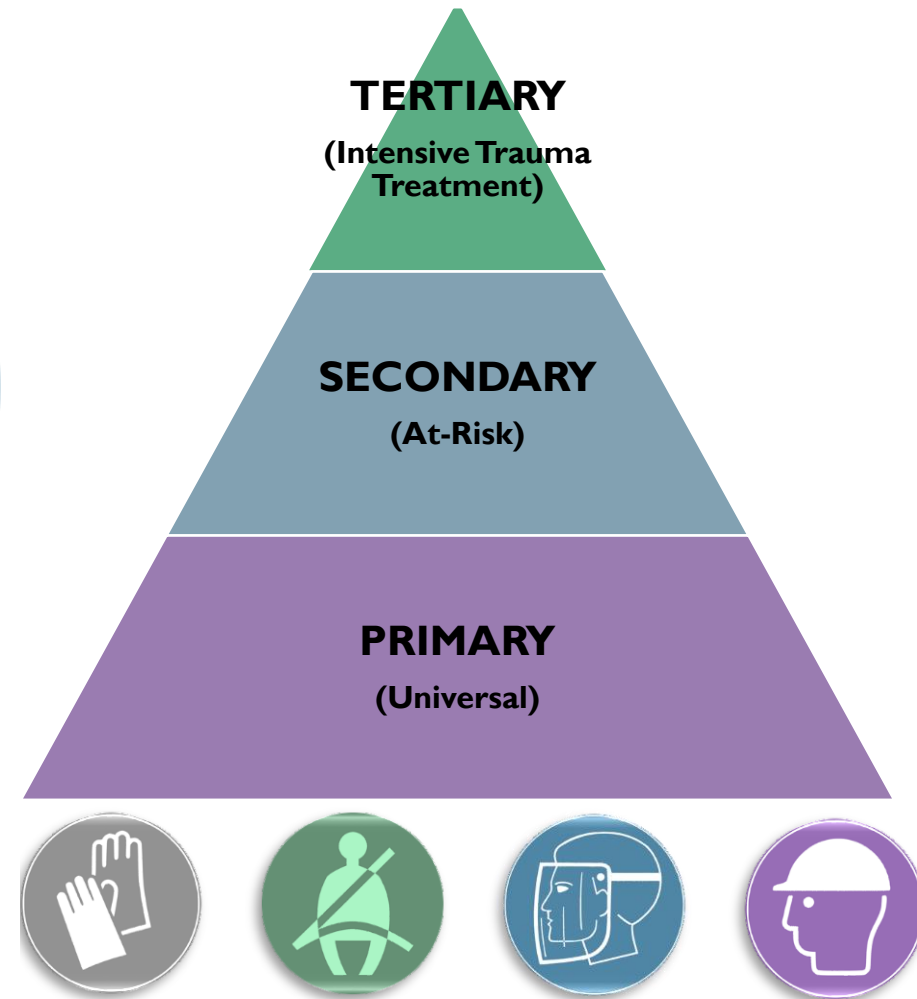 TERTIARY
(Intensive Trauma
Treatment)
SECONDARY
(At-Risk)
PRIMARY
(Universal)